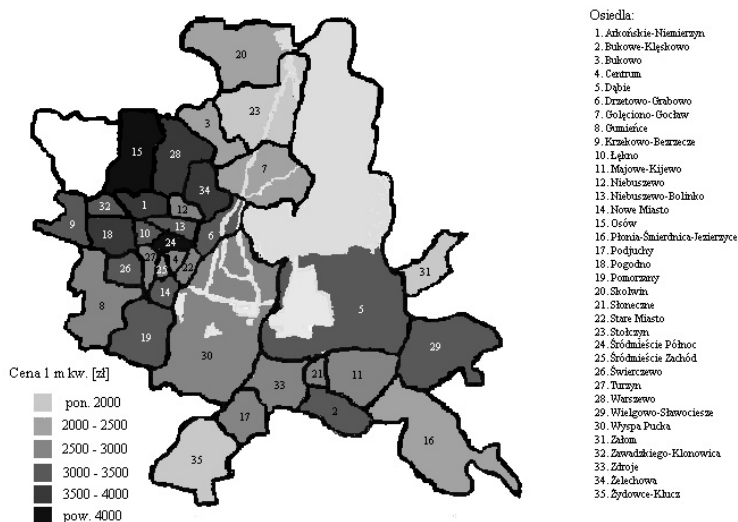 Osiedla:
1. Arkońskie-Niemierzyn
2. Bukowe-Klęskowo
3. Bukowo
4. Centrum
5. Dąbie
6. Drzetowo-Grabowo
7. Golęciono-Gocław
8. Gumieńce
9. Krzekowo-Bezrzecze
10. Łękno
11. Majowe-Kijewo
12. Niebuszewo
13. Niebuszewo-Bolinko
14. Nowe Miasto
15. Osów
16. Płonia-Śmierdnica-Jezierzyce
17. Podjuchy
18. Pogodno
19. Pomorzany
20. Skolwin
21. Słoneczne
22. Stare Miasto
23. Stołczyn
24. Śródmieście Północ
25. Śródmieście Zachód
26. Świerczewo
27. Turzyn
28. Warszewo
29. Wielgowo-Sławociesze
30. Wyspa Pucka
31. Załom
32. Zawadzkiego-Klonowica
33. Zdroje
34. Żelechowa
35. Żydowce-Klucz
20
23
3
15
28
7
34
32
1
12
9
18
10
13
6
24
27
25
4
22
26
14
8
19
30
5
31
29
33
21
11
2
17
16
35
Cena 1 m kw. [zł]
pon. 2000
2000 - 2500
2500 - 3000
3000 - 3500
3500 - 4000
pow. 4000